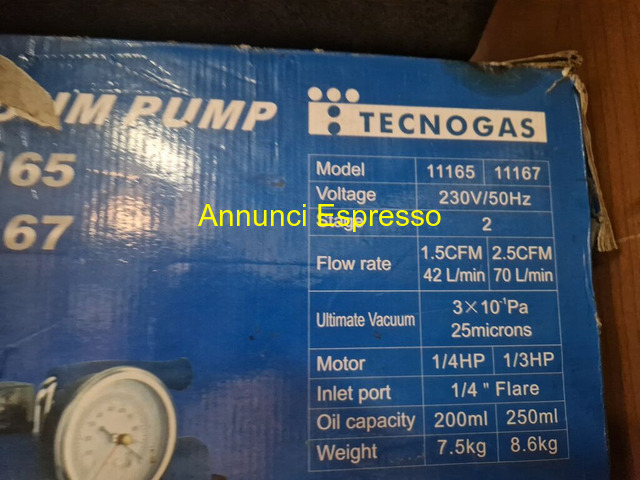 PUMP
TECNOGAS
165
67
Model 11165 11167
Voltage 230V/50Hz
Annunci Espresso
Stage 2
Flow rate 1.5CFM 2.5CFM
42 L/min 70 L/min
Ultimate Vacuum 3×10⁻¹Pa
25microns
Motor 1/4HP 1/3HP
Inlet port 1/4 " Flare
Oil capacity 200ml 250ml
Weight 7.5kg 8.6kg